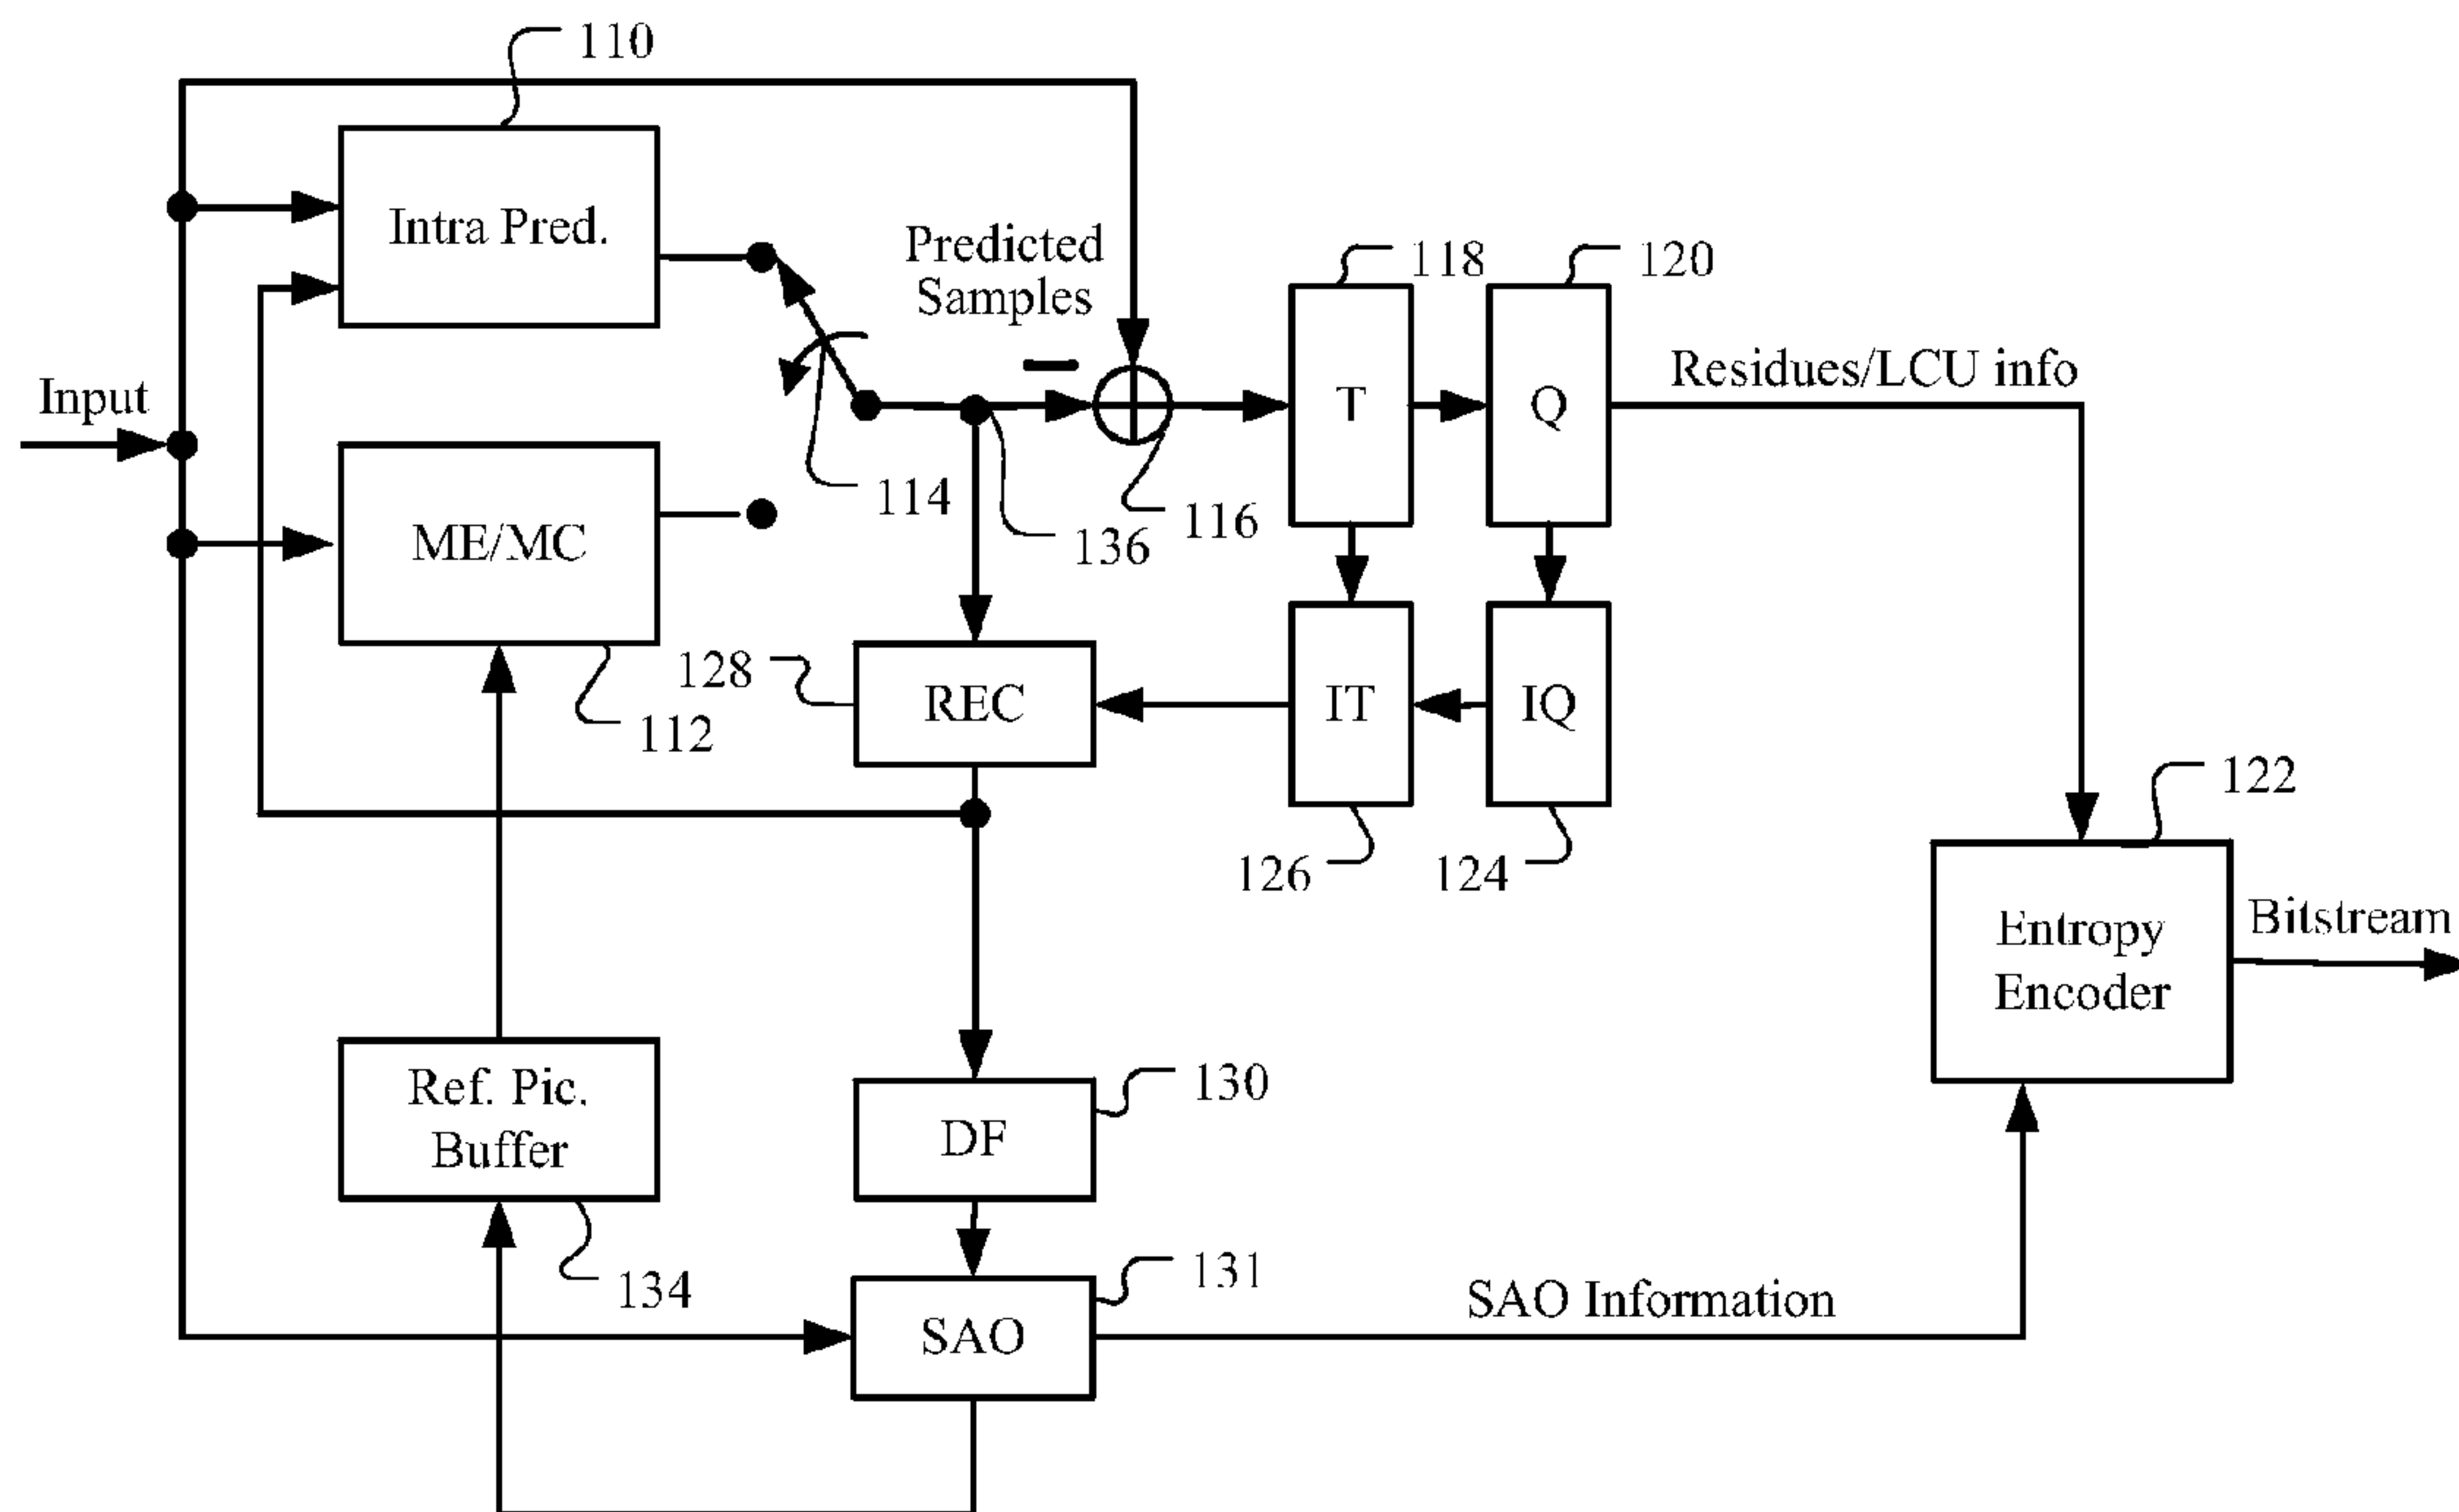 110
Intra Pred.
Predicted
Samples
118
120
Input
T
Q
Residues/LCU info
114
116
136
ME/MC
128
REC
IT
IQ
112
122
126
124
Entropy
Encoder
Bitstream
Ref. Pic.
Buffer
130
DF
134
131
SAO
SAO Information